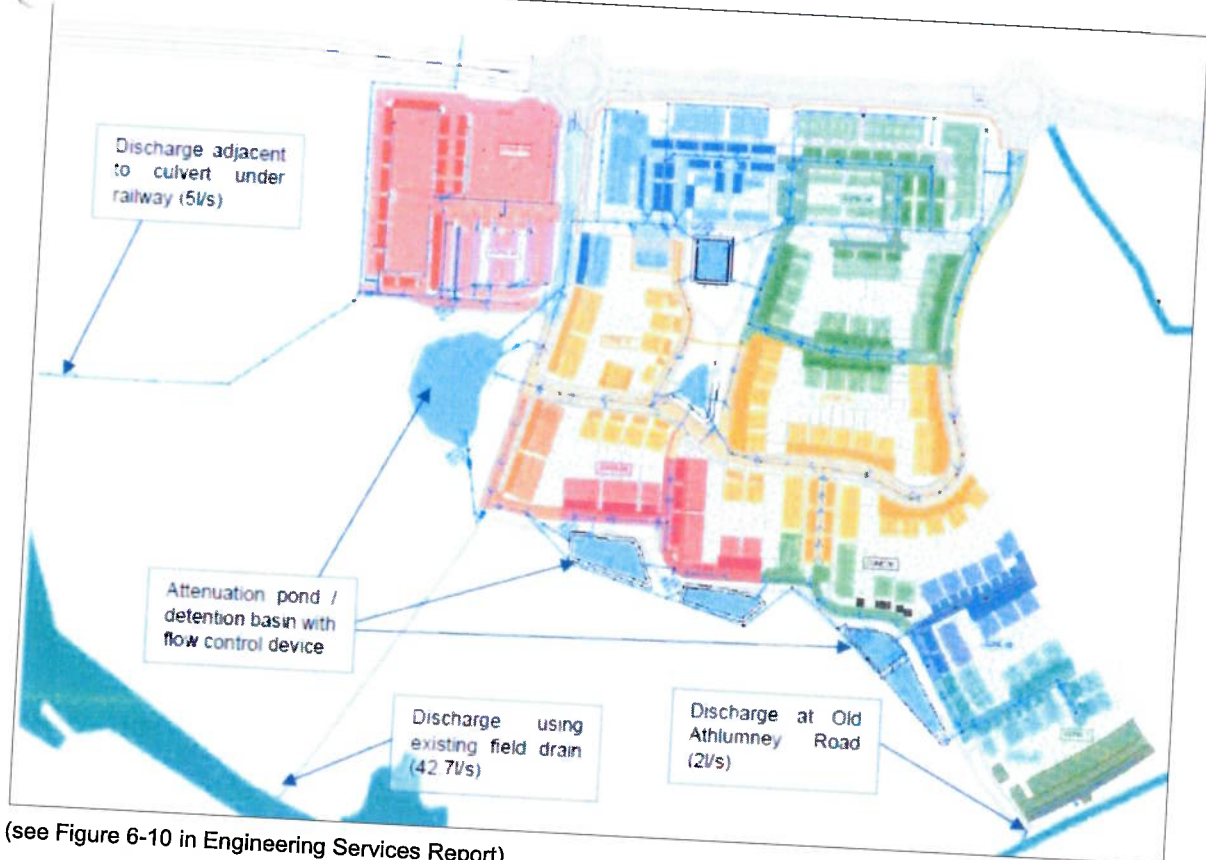 Discharge adjacent
to culvert under
railway (5l/s)
Attenuation pond /
detention basin with
flow control device
Discharge using
existing field drain
(42.7l/s)
Discharge at Old
Athlumney Road
(2l/s)
(see Figure 6-10 in Engineering Services Report)